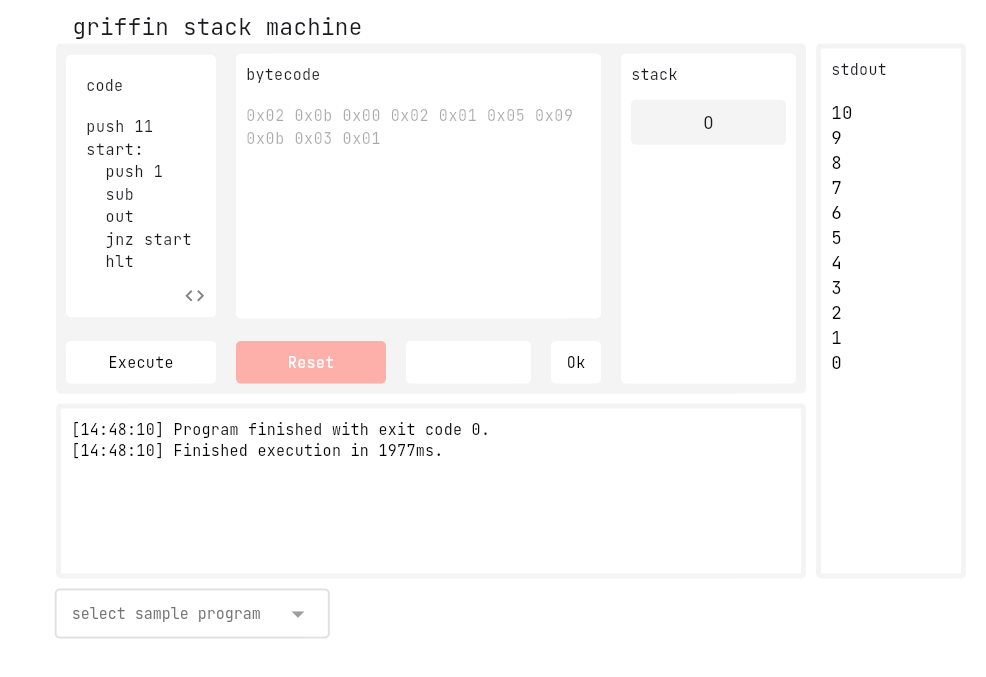 griffin stack machine
code
push 11
start:
  push 1
  sub
  out
  jnz start
  hlt
<>
bytecode
0x02 0x0b 0x00 0x02 0x01 0x05 0x09
0x0b 0x03 0x01
stack
0
Execute
Reset
Ok
stdout
10
9
8
7
6
5
4
3
2
1
0
[14:48:10] Program finished with exit code 0.
[14:48:10] Finished execution in 1977ms.
select sample program